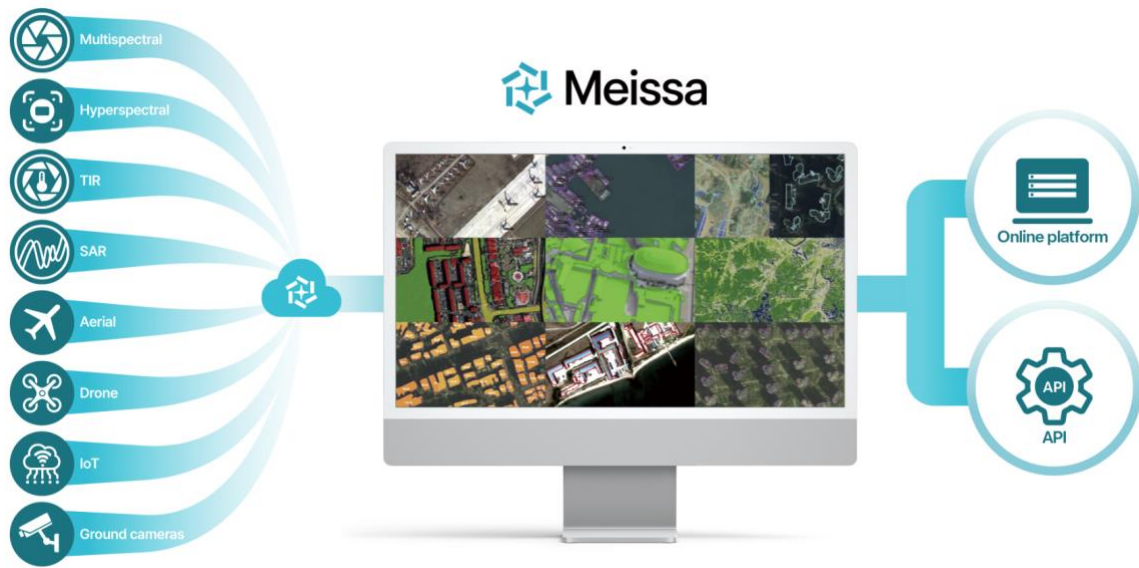 Multispectral
Hyperspectral
TIR
SAR
Aerial
Drone
IoT
Ground cameras
Meissa
Online platform
API
API